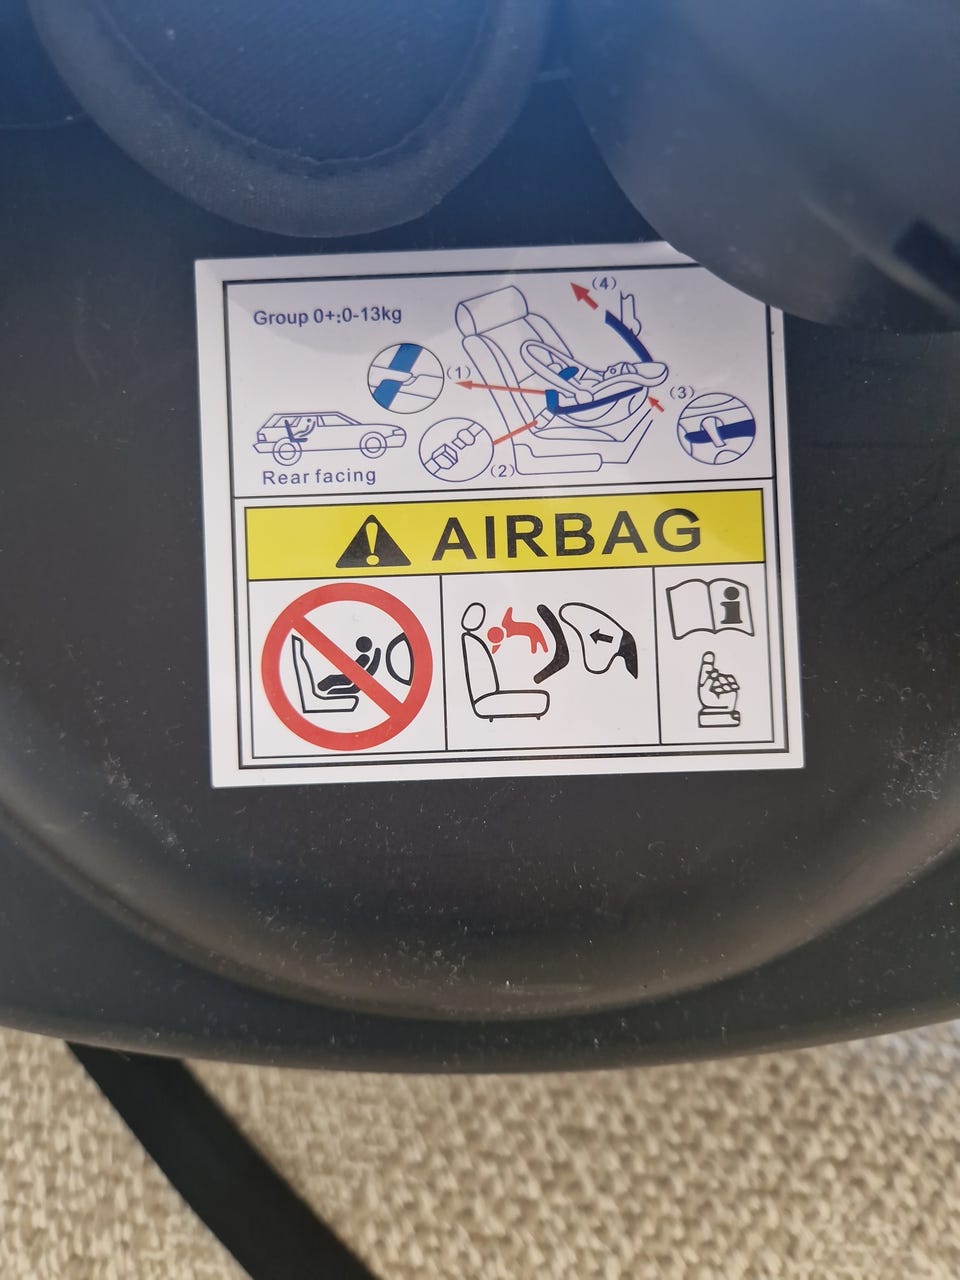 Group 0+:0-13kg
(4)
(1)
(3)
(2)
Rear facing
AIRBAG